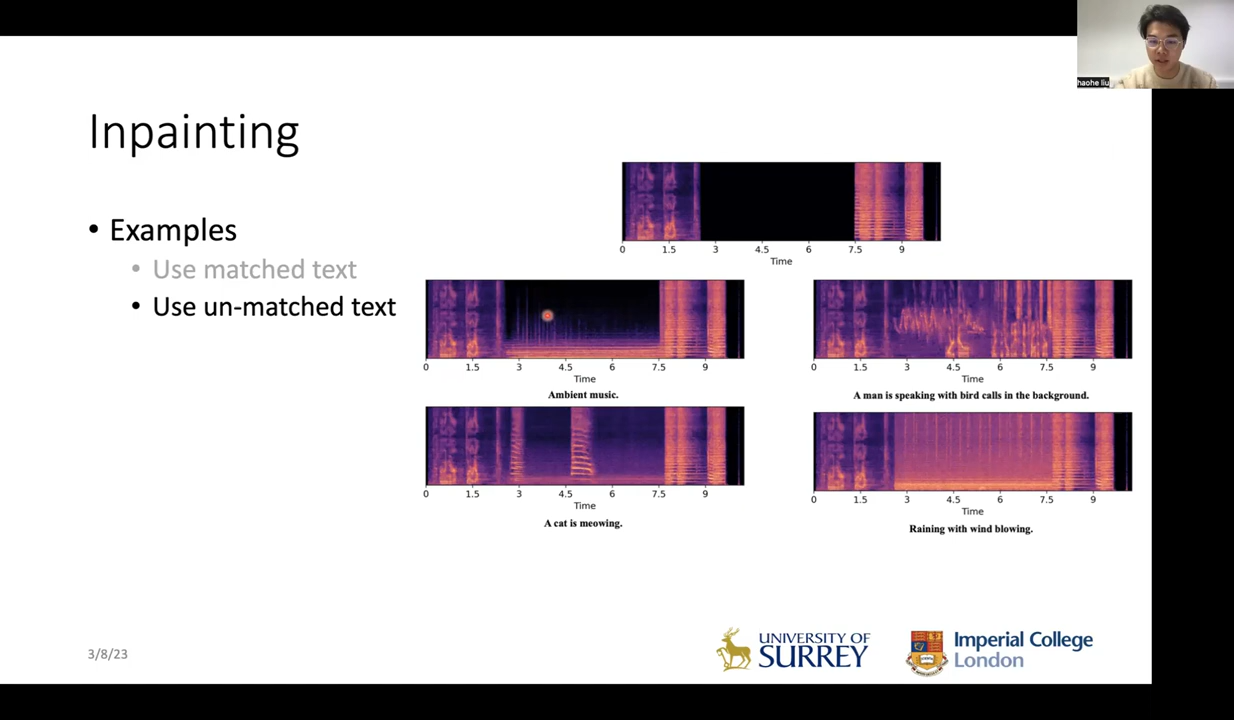 haohe liu
Inpainting
• Examples
• Use matched text
• Use un-matched text
0 1.5 3 4.5 6 7.5 9
Time
0 1.5 3 4.5 6 7.5 9
Time
Ambient music.
0 1.5 3 4.5 6 7.5 9
Time
A man is speaking with bird calls in the background.
0 1.5 3 4.5 6 7.5 9
Time
A cat is meowing.
0 1.5 3 4.5 6 7.5 9
Time
Raining with wind blowing.
3/8/23
UNIVERSITY OF
SURREY
Imperial College
London